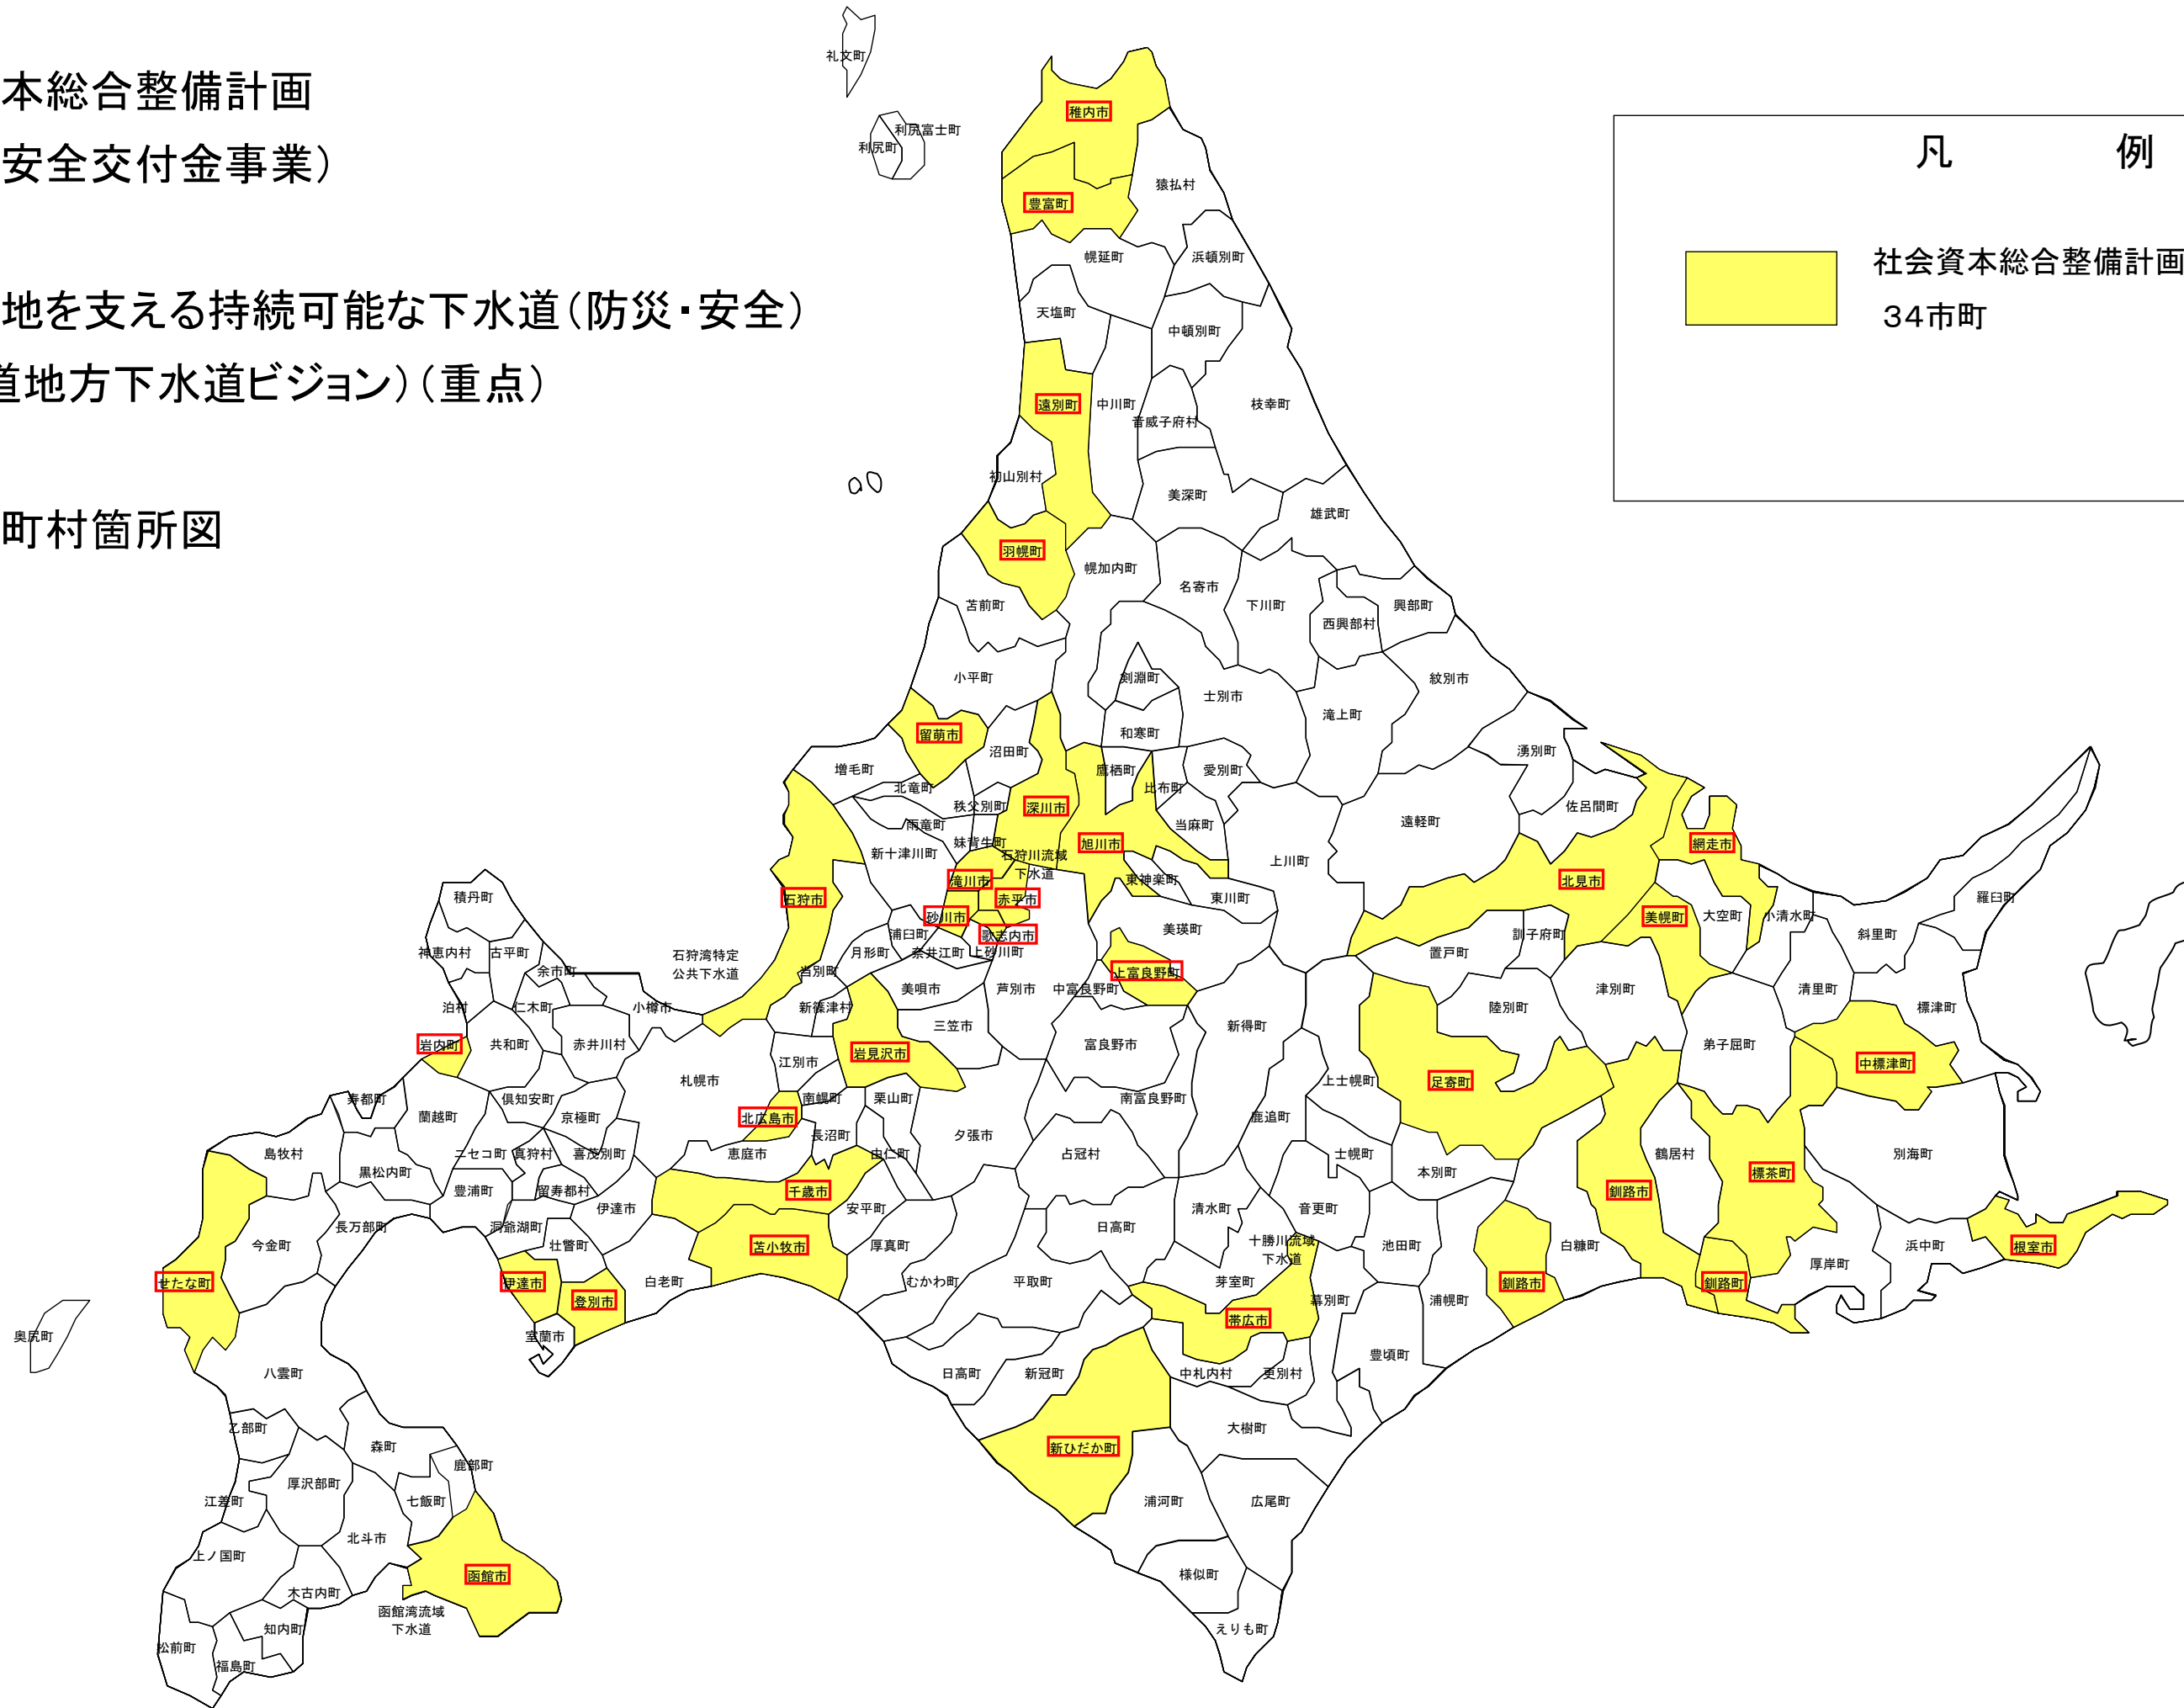 本総合整備計画
安全交付金事業）
地を支える持続可能な下水道（防災・安全）
道地方下水道ビジョン）（重点）
町村箇所図
凡　　　　例
社会資本総合整備計画
34市町
礼文町
利尻富士町
利尻町
稚内市
猿払村
豊富町
幌延町
浜頓別町
天塩町
中頓別町
遠別町
中川町
音威子府村
枝幸町
初山別村
美深町
雄武町
羽幌町
幌加内町
名寄市
下川町
興部町
西興部村
苫前町
小平町
剣淵町
士別市
紋別市
滝上町
留萌市
沼田町
和寒町
湧別町
増毛町
鷹栖町
愛別町
北竜町
比布町
秩父別町
深川市
佐呂間町
雨竜町
当麻町
遠軽町
妹背牛町
旭川市
網走市
新十津川町
石狩川流域
下水道
上川町
滝川市
東神楽町
北見市
石狩市
赤平市
東川町
積丹町
羅臼町
砂川市
美幌町
大空町
小清水町
浦臼町
歌志内市
美瑛町
斜里町
訓子府町
神恵内村
古平町
石狩湾特定
公共下水道
月形町
奈井江町
上砂川町
置戸町
余市町
当別町
上富良野町
泊村
仁木町
小樽市
新篠津村
美唄市
芦別市
中富良野町
津別町
清里町
陸別町
標津町
三笠市
新得町
岩内町
共和町
赤井川村
岩見沢市
富良野市
弟子屈町
江別市
中標津町
札幌市
上士幌町
足寄町
寿都町
倶知安町
南幌町
栗山町
南富良野町
蘭越町
京極町
北広島市
鹿追町
長沼町
夕張市
島牧村
ニセコ町
真狩村
喜茂別町
恵庭市
由仁町
占冠村
士幌町
鶴居村
別海町
黒松内町
本別町
標茶町
豊浦町
留寿都村
千歳市
釧路市
伊達市
安平町
清水町
音更町
長万部町
洞爺湖町
日高町
今金町
壮瞥町
苫小牧市
厚真町
十勝川流域
下水道
池田町
白糠町
浜中町
根室市
厚岸町
せたな町
伊達市
白老町
むかわ町
平取町
芽室町
釧路市
釧路町
登別市
幕別町
浦幌町
帯広市
奥尻町
室蘭市
豊頃町
八雲町
日高町
新冠町
中札内村
更別村
乙部町
大樹町
森町
新ひだか町
鹿部町
厚沢部町
江差町
七飯町
浦河町
広尾町
北斗市
上ノ国町
函館市
様似町
木古内町
函館湾流域
下水道
知内町
えりも町
松前町
福島町